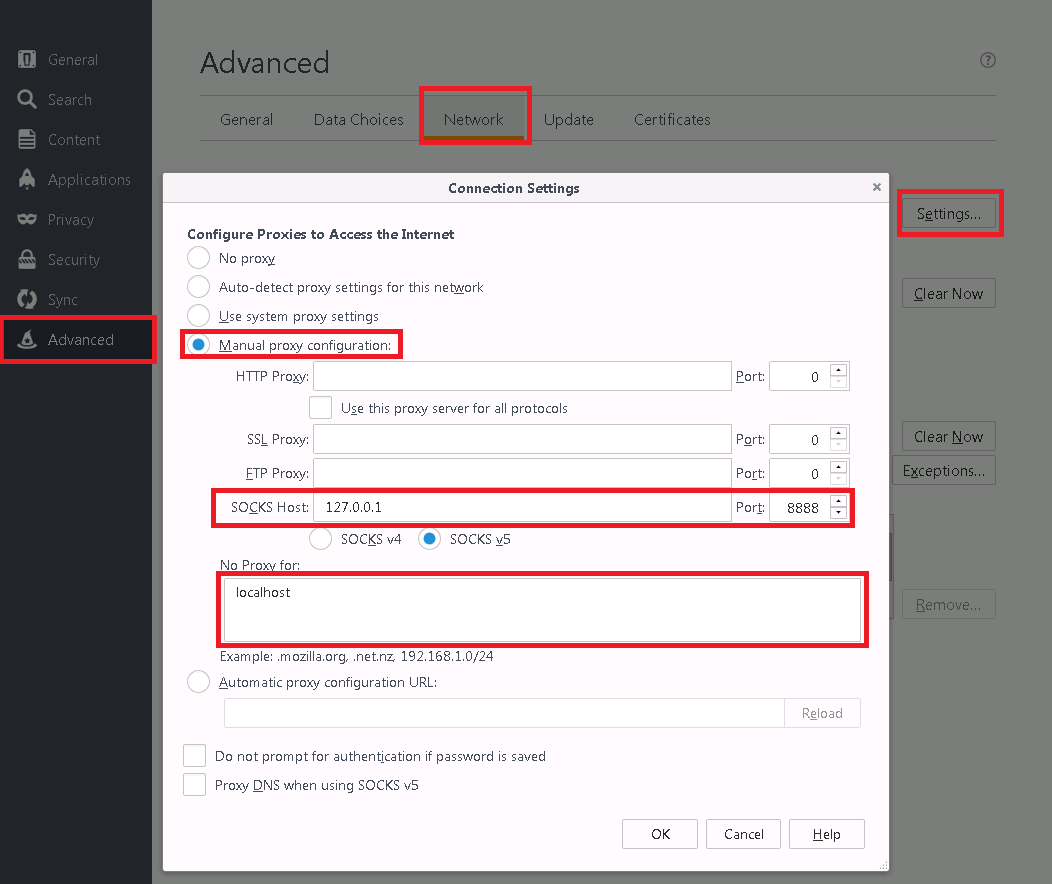 General
Search
Content
Applications
Privacy
Security
Sync
Advanced
Advanced
?
General Data Choices Network Update Certificates
Settings...
Clear Now
Clear Now
Exceptions...
Remove...
Connection Settings ×
Configure Proxies to Access the Internet
No proxy
Auto-detect proxy settings for this network
Use system proxy settings
Manual proxy configuration:
HTTP Proxy: Port: 0
Use this proxy server for all protocols
SSL Proxy: Port: 0
FTP Proxy: Port: 0
SOCKS Host: 127.0.0.1 Port: 8888
SOCKS v4 SOCKS v5
No Proxy for:
localhost
Example: .mozilla.org, .net.nz, 192.168.1.0/24
Automatic proxy configuration URL:
Reload
Do not prompt for authentication if password is saved
Proxy DNS when using SOCKS v5
OK Cancel Help